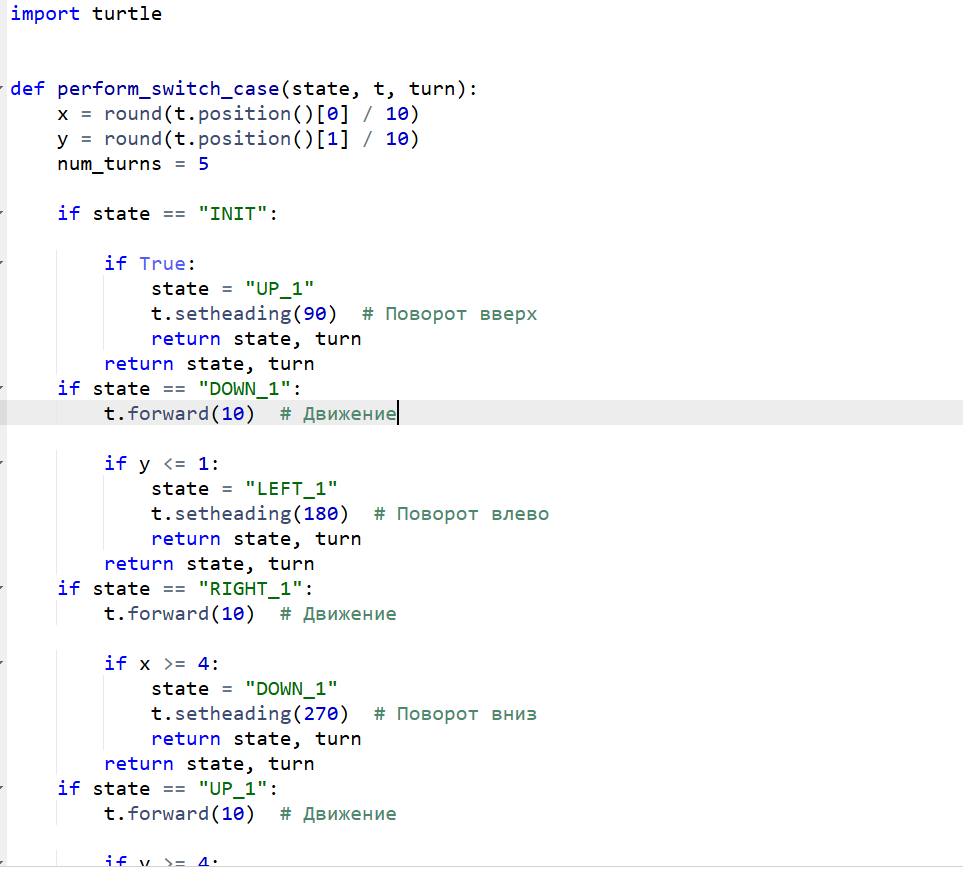 import turtle
def perform_switch_case(state, t, turn):
    x = round(t.position()[0] / 10)
    y = round(t.position()[1] / 10)
    num_turns = 5
    if state == "INIT":
        if True:
            state = "UP_1"
            t.setheading(90)  # Поворот вверх
            return state, turn
        return state, turn
    if state == "DOWN_1":
        t.forward(10)  # Движение
        if y <= 1:
            state = "LEFT_1"
            t.setheading(180)  # Поворот влево
            return state, turn
        return state, turn
    if state == "RIGHT_1":
        t.forward(10)  # Движение
        if x >= 4:
            state = "DOWN_1"
            t.setheading(270)  # Поворот вниз
            return state, turn
        return state, turn
    if state == "UP_1":
        t.forward(10)  # Движение
        if y >= 4: